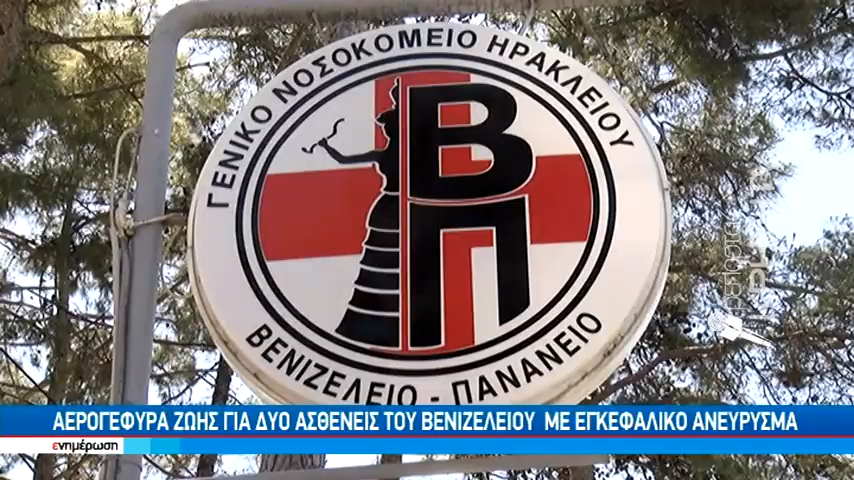 ΓΕΝΙΚΟ ΝΟΣΟΚΟΜΕΙΟ ΗΡΑΚΛΕΙΟΥ
ΒΠ
ΒΕΝΙΖΕΛΕΙΟ - ΠΑΝΑΝΕΙΟ
ΑΕΡΟΓΕΦΥΡΑ ΖΩΗΣ ΓΙΑ ΔΥΟ ΑΣΘΕΝΕΙΣ ΤΟΥ ΒΕΝΙΖΕΛΕΙΟΥ ΜΕ ΕΓΚΕΦΑΛΙΚΟ ΑΝΕΥΡΥΣΜΑ
ενημέρωση